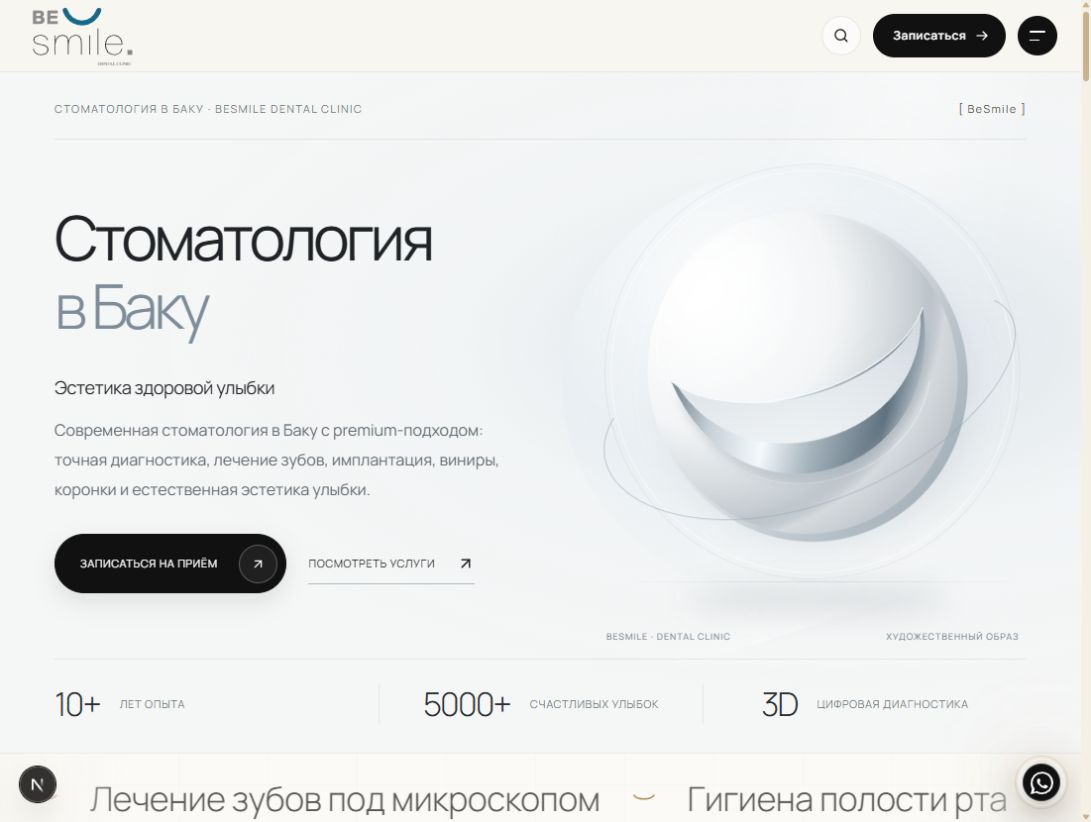 BE
smile.
DENTAL CLINIC
Записаться
СТОМАТОЛОГИЯ В БАКУ · BESMILE DENTAL CLINIC
[ BeSmile ]
Стоматология
в Баку
Эстетика здоровой улыбки
Современная стоматология в Баку с premium-подходом:
точная диагностика, лечение зубов, имплантация, виниры,
коронки и естественная эстетика улыбки.
ЗАПИСАТЬСЯ НА ПРИЁМ
ПОСМОТРЕТЬ УСЛУГИ
BESMILE · DENTAL CLINIC
ХУДОЖЕСТВЕННЫЙ ОБРАЗ
10+ ЛЕТ ОПЫТА
5000+ СЧАСТЛИВЫХ УЛЫБОК
3D ЦИФРОВАЯ ДИАГНОСТИКА
N
Лечение зубов под микроскопом
Гигиена полости рта